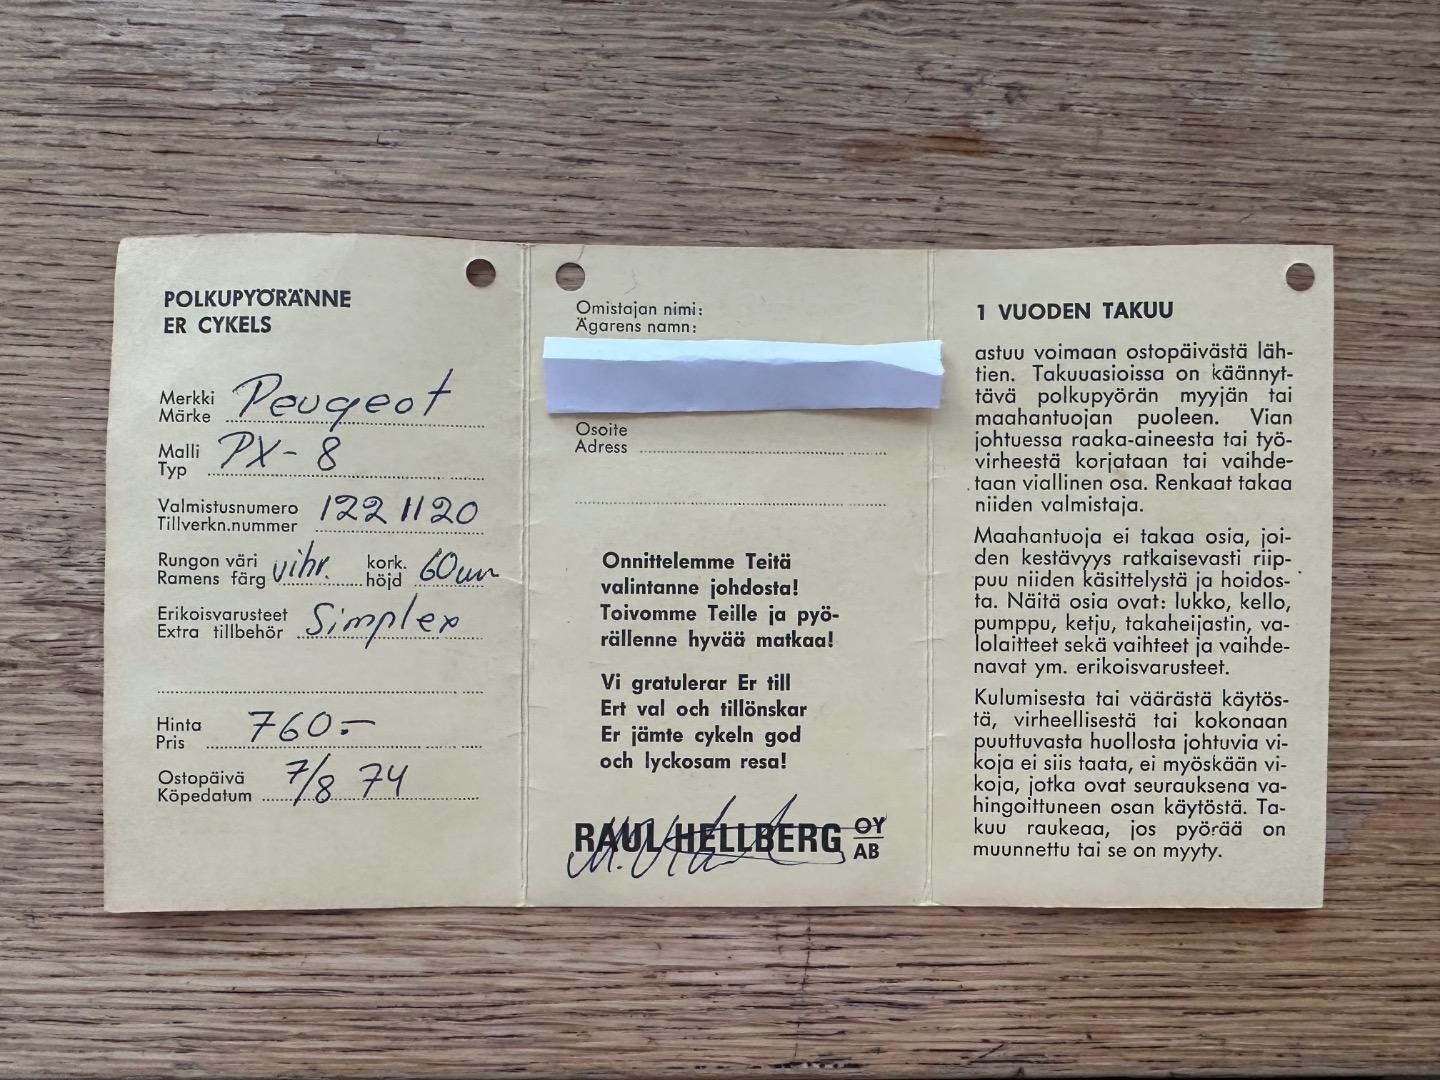 POLKUPYÖRÄNNE
ER CYKELS
Merkki Peugeot
Märke
Malli PX-8
Typ
Valmistusnumero 1221120
Tillverkn.nummer
Rungon väri vihr. kork. 60
Ramens färg höjd
Erikoisvarusteet Simplex
Extra tillbehör
Hinta 760:-
Pris
Ostopäivä 7/8 74
Köpedatum
Omistajan nimi:
Ägarens namn:
Osoite
Adress
Onnittelemme Teitä
valintanne johdosta!
Toivomme Teille ja pyö-
rällenne hyvää matkaa!
Vi gratulerar Er till
Ert val och tillönskar
Er jämte cykeln god
och lyckosam resa!
RAUL HELLBERG OY
AB
1 VUODEN TAKUU
astuu voimaan ostopäivästä läh-
tien. Takuuasioissa on käännyt-
tävä polkupyörän myyjän tai
maahantuojan puoleen. Vian
johtuessa raaka-aineesta tai työ-
virheestä korjataan tai vaihde-
taan viallinen osa. Renkaat takaa
niiden valmistaja.
Maahantuoja ei takaa osia, joi-
den kestävyys ratkaisevasti riip-
puu niiden käsittelystä ja hoidos-
ta. Näitä osia ovat: lukko, kello,
pumppu, ketju, takaheijastin, va-
lolaitteet sekä vaihteet ja vaihde-
navat ym. erikoisvarusteet.
Kulumisesta tai väärästä käytös-
tä, virheellisestä tai kokonaan
puuttuvasta huollosta johtuvia vi-
koja ei siis taata, ei myöskään vi-
koja, jotka ovat seurauksena va-
hingoittuneen osan käytöstä. Ta-
kuu raukeaa, jos pyörää on
muunnettu tai se on myyty.